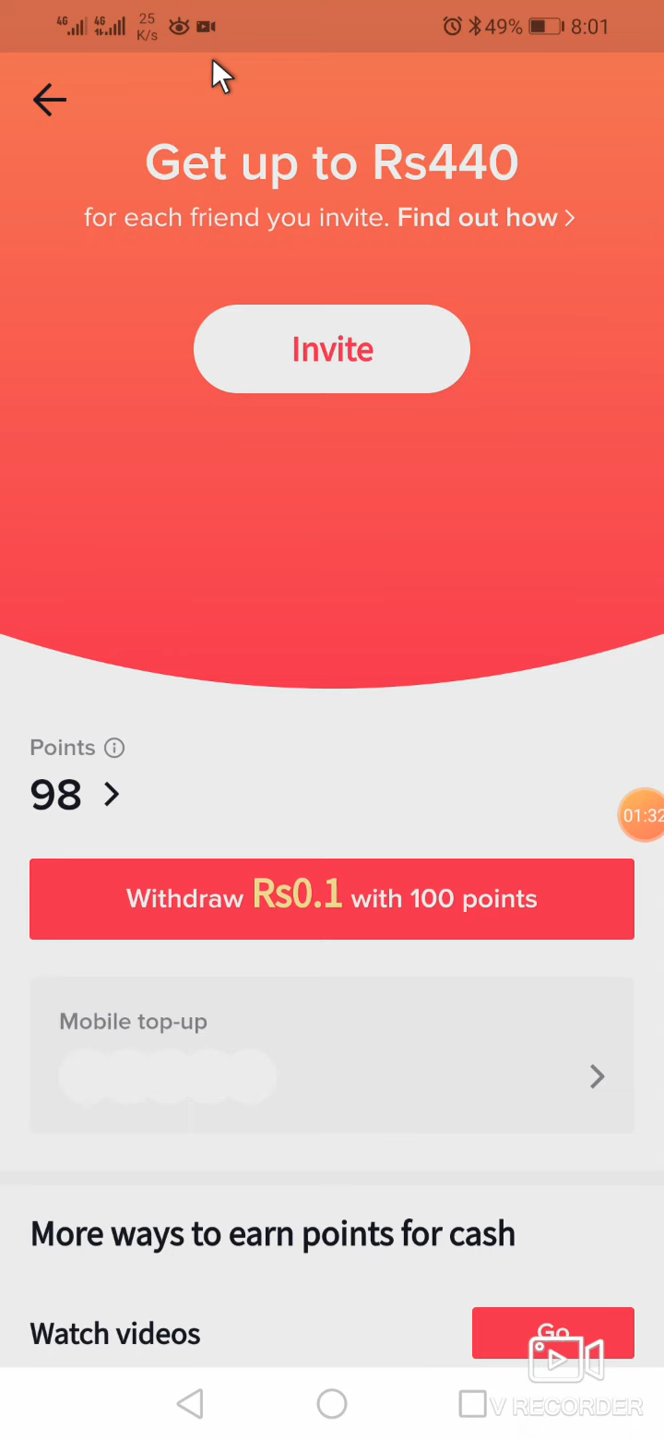 4G 4G 25 K/s 49% 8:01
Get up to Rs440
for each friend you invite. Find out how >
Invite
Points
98 >
01:32
Withdraw Rs0.1 with 100 points
Mobile top-up
More ways to earn points for cash
Watch videos
Go
V RECORDER